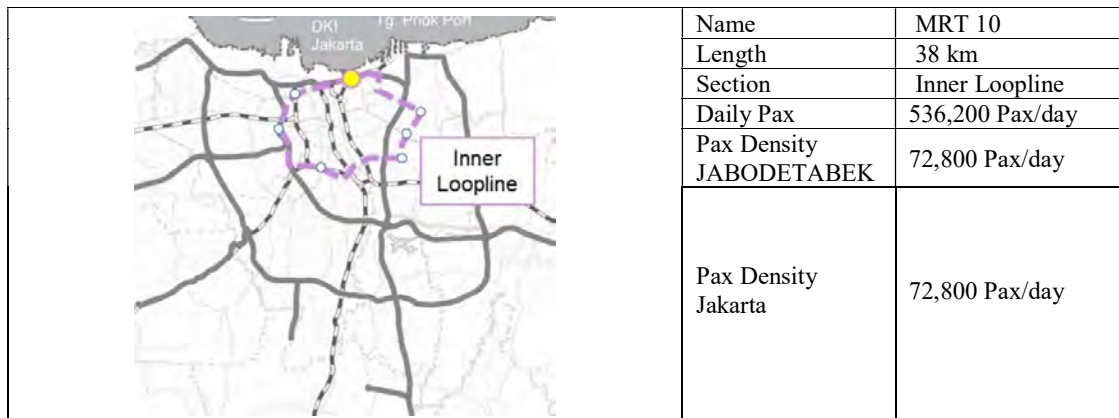 DKI
Jakarta
Tg. Priok Port
Inner
Loopline
Name MRT 10
Length 38 km
Section Inner Loopline
Daily Pax 536,200 Pax/day
Pax Density
JABODETABEK 72,800 Pax/day
Pax Density
Jakarta 72,800 Pax/day